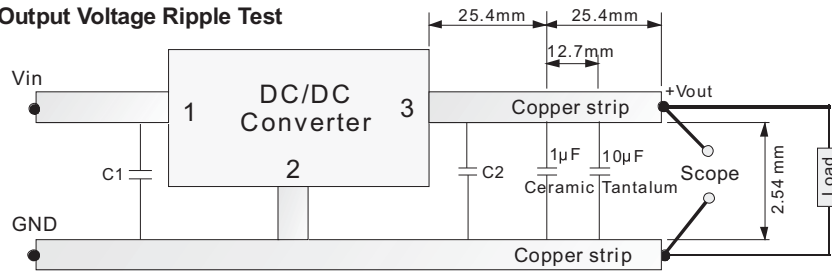 Output Voltage Ripple Test
25.4mm 25.4mm
12.7mm
Vin
+Vout
1
DC/DC
Converter
3
Copper strip
C1
2
C2
1µF
Ceramic
10µF
Tantalum
Scope
2.54 mm
Load
GND
Copper strip